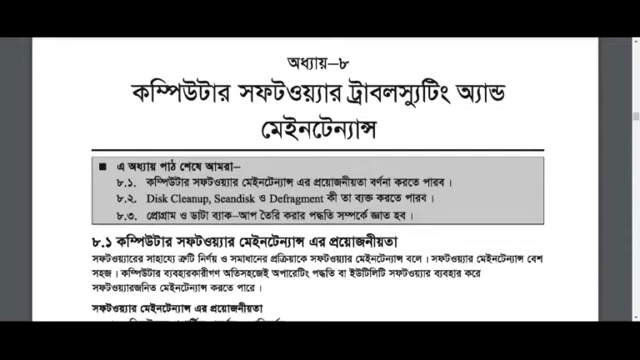 অধ্যায়–৮
কম্পিউটার সফটওয়্যার ট্রাবলস্যুটিং অ্যান্ড
মেইনটেন্যান্স
■ এ অধ্যায় পাঠ শেষে আমরা–
৮.১. কম্পিউটার সফটওয়্যার মেইনটেন্যান্স এর প্রয়োজনীয়তা বর্ণনা করতে পারব।
৮.২. Disk Cleanup, Seandisk ও Defragment কী তা ব্যক্ত করতে পারব।
৮.৩. প্রোগ্রাম ও ডাটা ব্যাক–আপ তৈরি করার পদ্ধতি সম্পর্কে জ্ঞাত হব।
৮.১ কম্পিউটার সফটওয়্যার মেইনটেন্যান্স এর প্রয়োজনীয়তা
সফটওয়্যারের সাহায্যে ত্রুটি নির্ণয় ও সমাধানের প্রক্রিয়াকে সফটওয়্যার মেইনটেন্যান্স বলে। সফটওয়্যার মেইনটেন্যান্স বেশ
সহজ। কম্পিউটার ব্যবহারকারীগণ অতিসহজেই অপারেটিং পদ্ধতি বা ইউটিলিটি সফটওয়্যার ব্যবহার করে
সফটওয়্যারজনিত মেইনটেন্যান্স করতে পারে।
সফটওয়্যার মেইনটেন্যান্স এর প্রয়োজনীয়তা